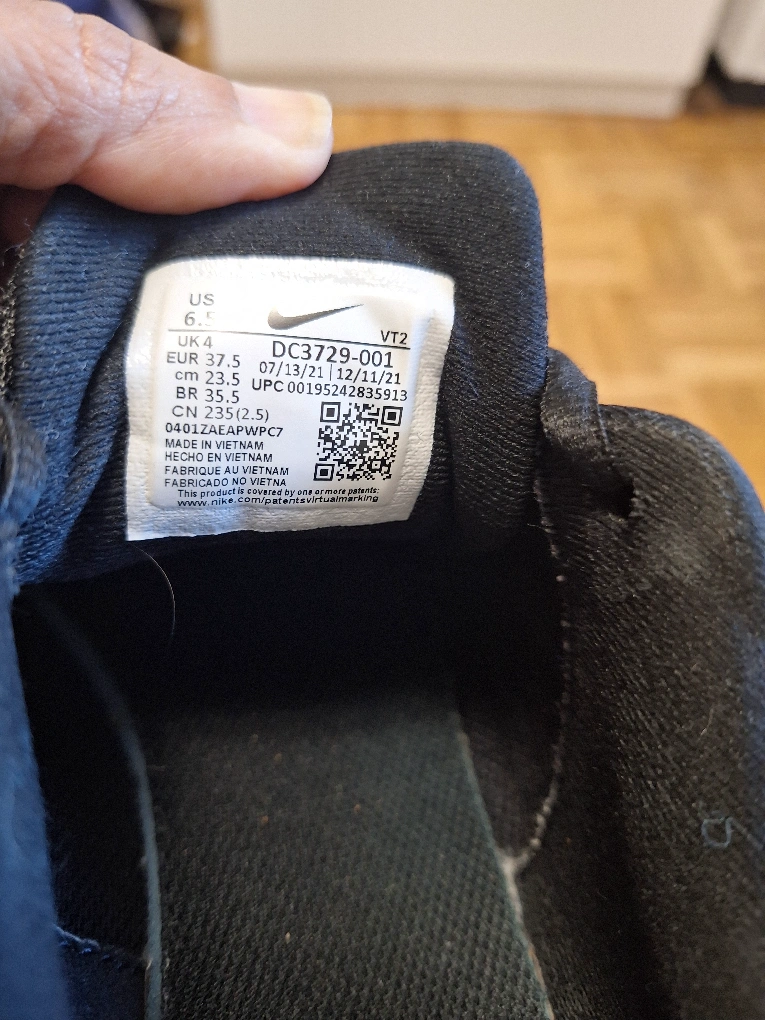 US
6.5
VT2
UK 4
EUR 37.5
cm 23.5
BR 35.5
CN 235(2.5)
DC3729-001
07/13/21 | 12/11/21
UPC 00195242835913
0401ZAEAPWPC7
MADE IN VIETNAM
HECHO EN VIETNAM
FABRIQUE AU VIETNAM
FABRICADO NO VIETNA
This product is covered by one or more patents:
www.nike.com/patentsvirtualmarking